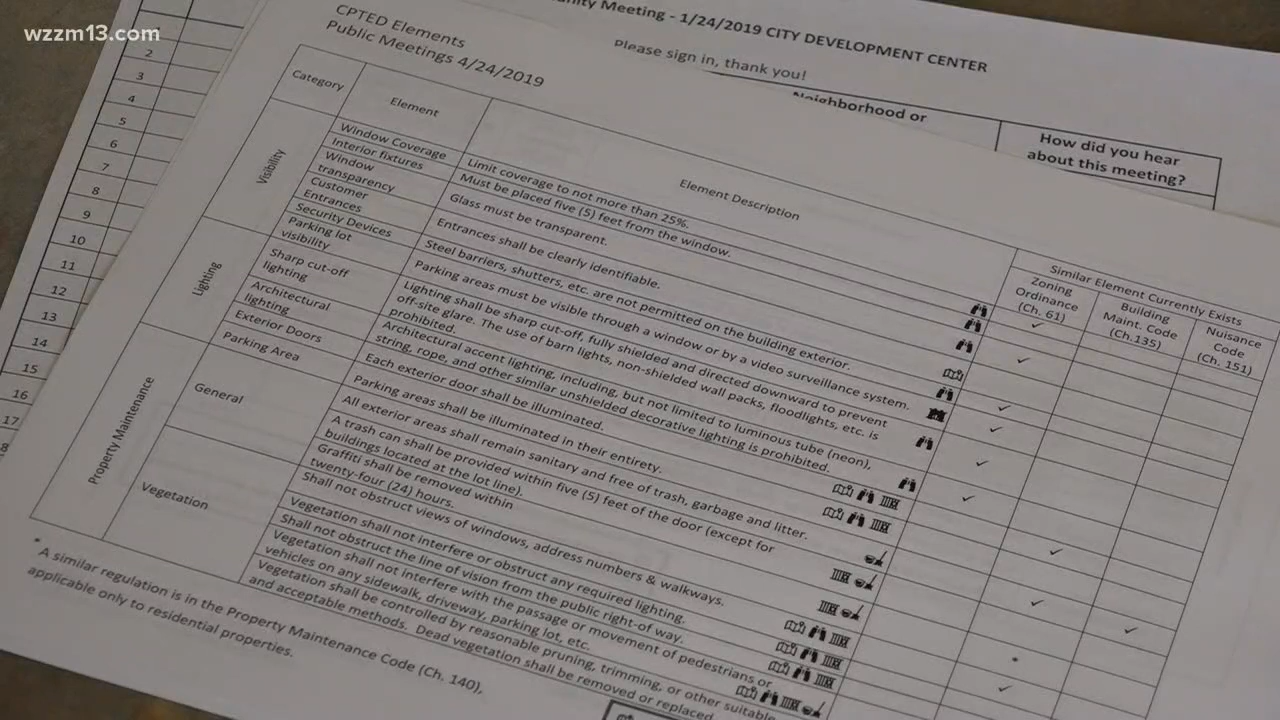 wzzm13.com
Meeting - 1/24/2019 CITY DEVELOPMENT CENTER
Please sign in, thank you!
Neighborhood or
How did you hear
about this meeting?
2
3
4
5
6
7
8
9
10
11
12
13
14
15
16
17
CPTED Elements
Public Meetings 4/24/2019
Category
Element
Element Description
Similar Element Currently Exists
Zoning
Ordinance
(Ch. 61)
Building
Maint. Code
(Ch.135)
Nuisance
Code
(Ch. 151)
Visibility
Window Coverage
Limit coverage to not more than 25%.
Interior fixtures
Must be placed five (5) feet from the window.
Window
transparency
Glass must be transparent.
Customer
Entrances
Entrances shall be clearly identifiable.
Security Devices
Steel barriers, shutters, etc. are not permitted on the building exterior.
Parking lot
visibility
Parking areas must be visible through a window or by a video surveillance system.
Lighting
Sharp cut-off
lighting
Lighting shall be sharp cut-off, fully shielded and directed downward to prevent
off-site glare. The use of barn lights, non-shielded wall packs, floodlights, etc. is
prohibited.
Architectural
lighting
Architectural accent lighting, including, but not limited to luminous tube (neon),
string, rope, and other similar unshielded decorative lighting is prohibited.
Exterior Doors
Each exterior door shall be illuminated.
Parking Area
Parking areas shall be illuminated in their entirety.
Property Maintenance
General
All exterior areas shall remain sanitary and free of trash, garbage and litter.
A trash can shall be provided within five (5) feet of the door (except for
buildings located at the lot line).
Graffiti shall be removed within
twenty-four (24) hours.
Vegetation
Shall not obstruct views of windows, address numbers & walkways.
Vegetation shall not interfere or obstruct any required lighting.
Shall not obstruct the line of vision from the public right-of way.
Vegetation shall not interfere with the passage or movement of pedestrians or
vehicles on any sidewalk, driveway, parking lot, etc.
Vegetation shall be controlled by reasonable pruning, trimming, or other suitable
and acceptable methods. Dead vegetation shall be removed or replaced.
*
*
A similar regulation is in the Property Maintenance Code (Ch. 140),
applicable only to residential properties.